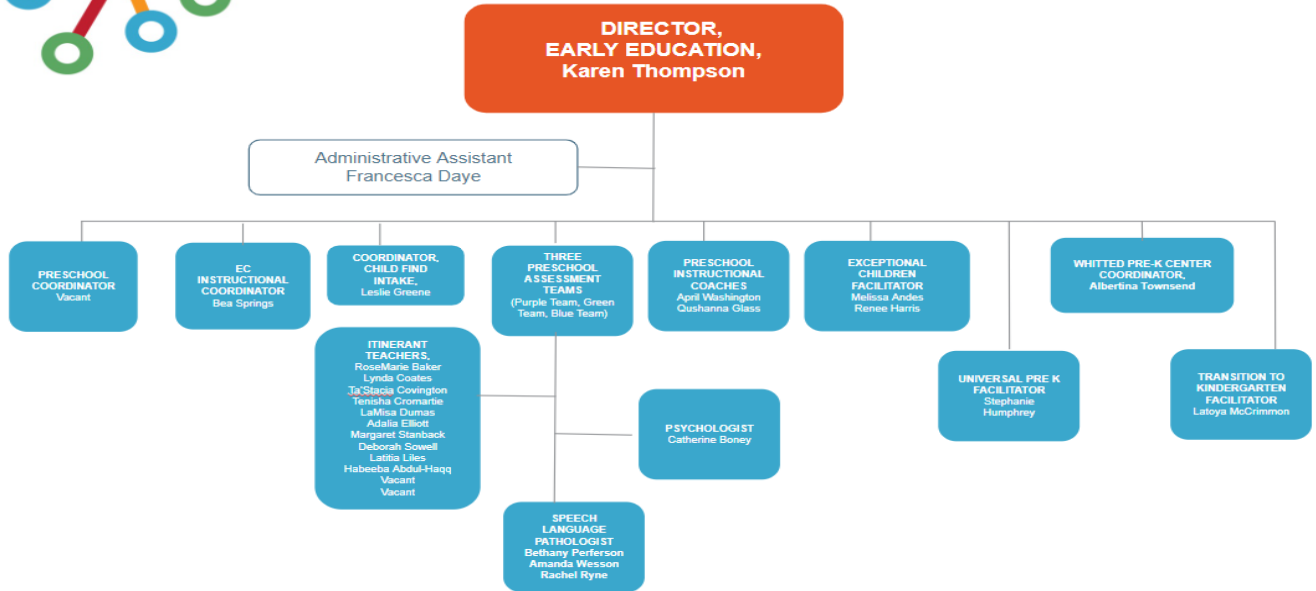 DIRECTOR,
EARLY EDUCATION,
Karen Thompson
Administrative Assistant
Francesca Daye
PRESCHOOL
COORDINATOR
Vacant
EC
INSTRUCTIONAL
COORDINATOR
Bea Springs
COORDINATOR,
CHILD FIND
INTAKE,
Leslie Greene
THREE
PRESCHOOL
ASSESSMENT
TEAMS
(Purple Team, Green
Team, Blue Team)
PRESCHOOL
INSTRUCTIONAL
COACHES
April Washington
Qushanna Glass
EXCEPTIONAL
CHILDREN
FACILITATOR
Melissa Andes
Renee Harris
WHITTED PRE-K CENTER
COORDINATOR,
Albertina Townsend
ITINERANT
TEACHERS,
RoseMarie Baker
Lynda Coates
Ta'Stacia Covington
Tenisha Cromartie
LaMisa Dumas
Adalia Elliott
Margaret Stanback
Deborah Sowell
Latitia Liles
Habeeba Abdul-Haqq
Vacant
Vacant
PSYCHOLOGIST
Catherine Boney
UNIVERSAL PRE K
FACILITATOR
Stephanie
Humphrey
TRANSITION TO
KINDERGARTEN
FACILITATOR
Latoya McCrimmon
SPEECH
LANGUAGE
PATHOLOGIST
Bethany Perferson
Amanda Wesson
Rachel Ryne